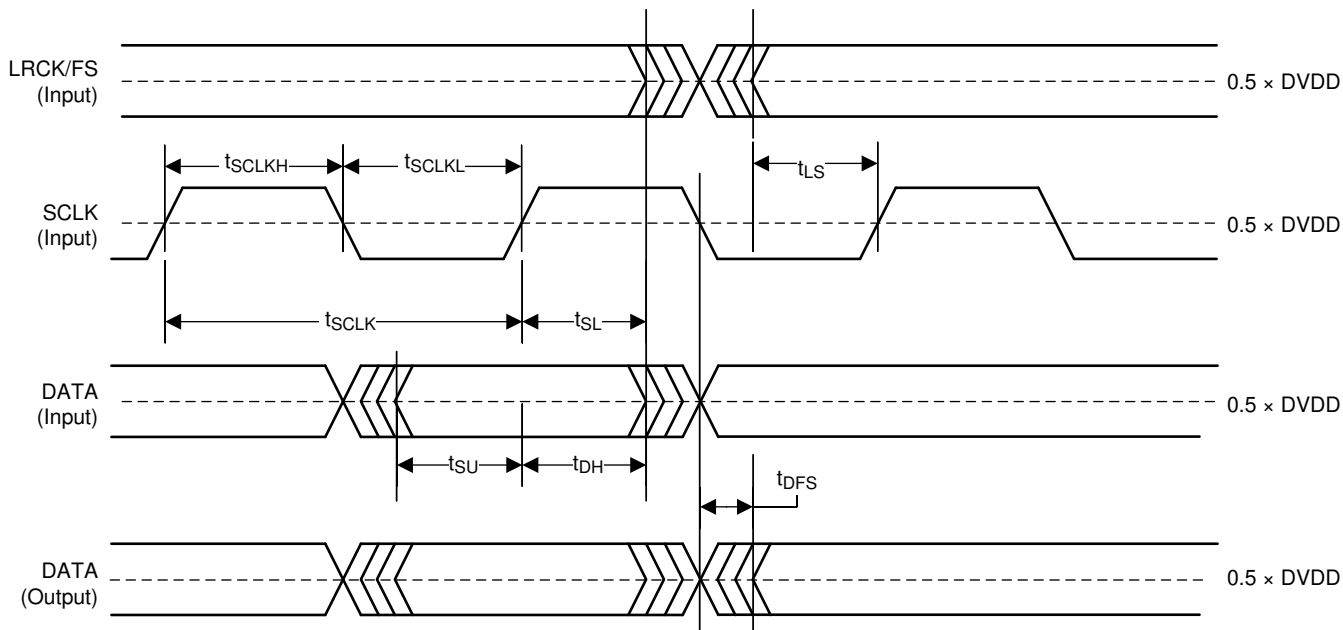 LRCK/FS
(Input)
0.5 × DVDD
tSCLKH
tSCLKL
tLS
SCLK
(Input)
0.5 × DVDD
tSCLK
tSL
DATA
(Input)
0.5 × DVDD
tSU
tDH
tDFS
DATA
(Output)
0.5 × DVDD